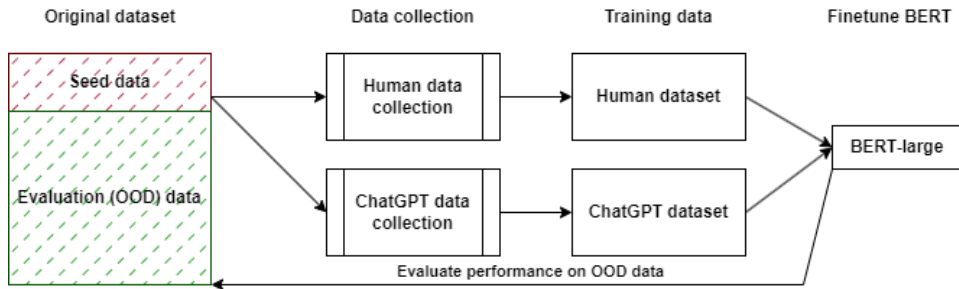 Original dataset
Data collection
Training data
Finetune BERT
Seed data
Human data
collection
Human dataset
BERT-large
Evaluation (OOD) data
ChatGPT data
collection
ChatGPT dataset
Evaluate performance on OOD data